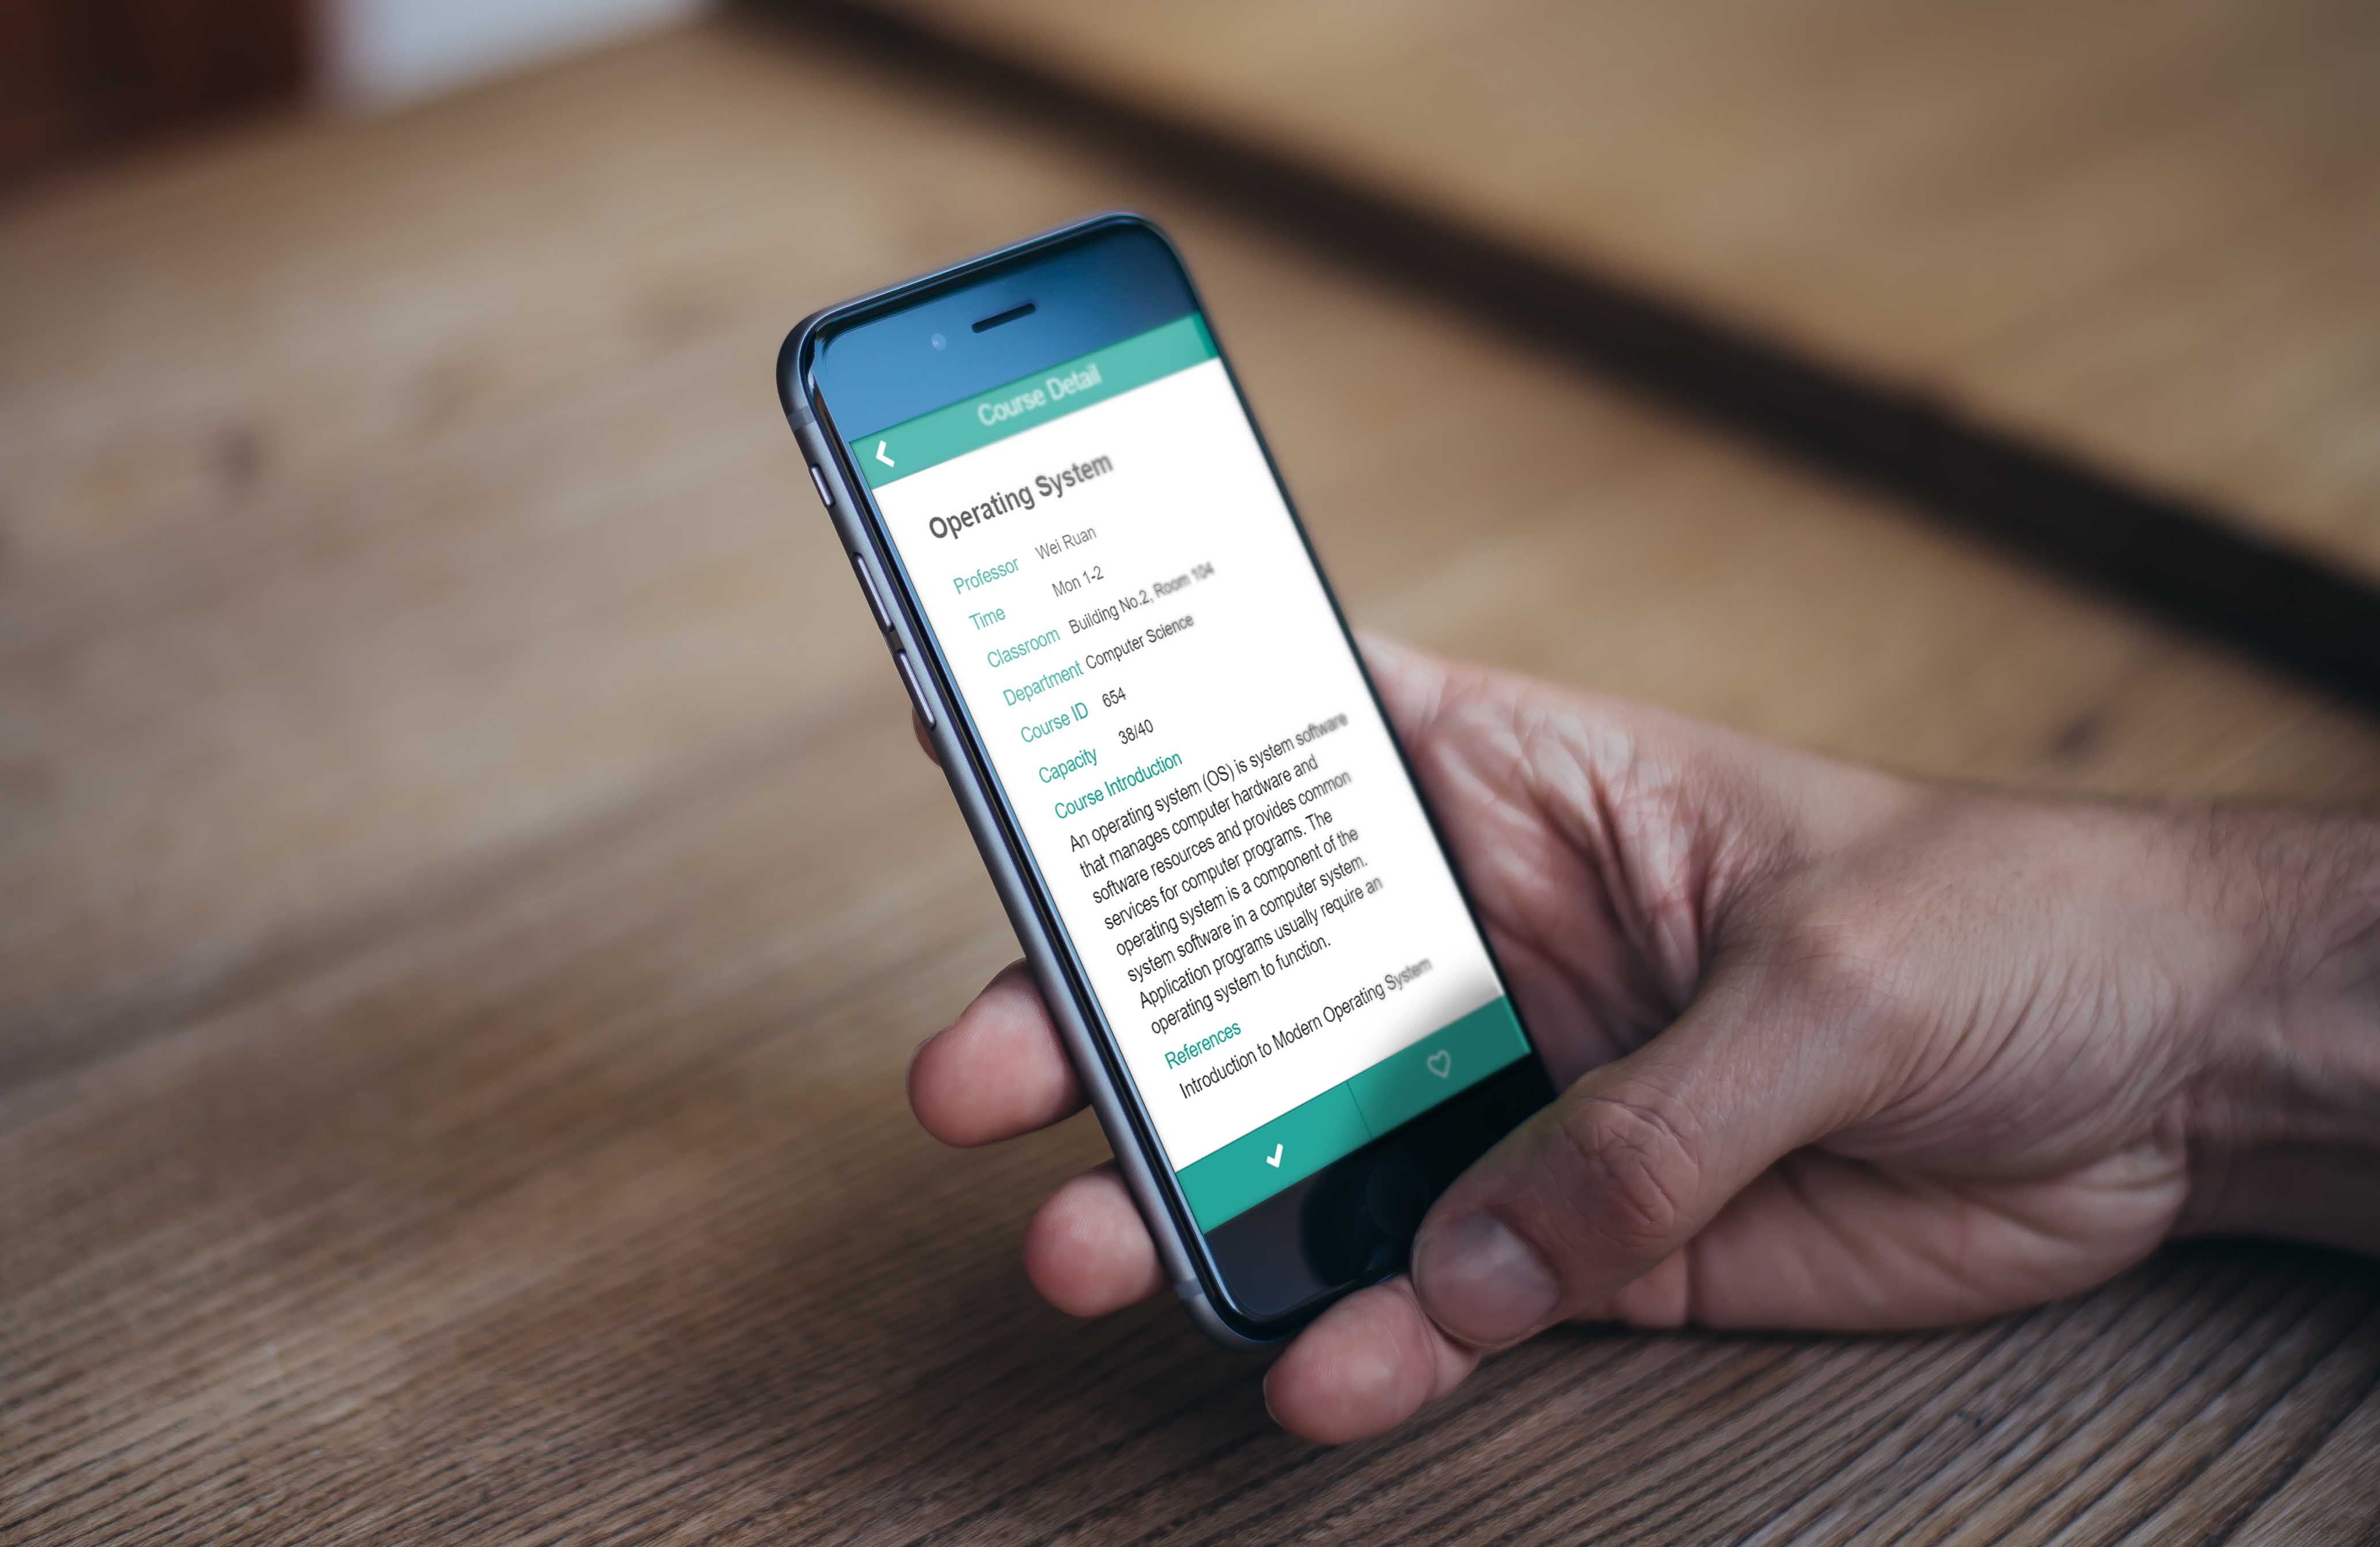 Course Detail
Operating System
Professor Wei Ruan
Time Mon 1-2
Classroom Building No.2, Room 104
Department Computer Science
Course ID 654
Capacity 38/40
Course Introduction
An operating system (OS) is system software
that manages computer hardware and
software resources and provides common
services for computer programs. The
operating system is a component of the
system software in a computer system.
Application programs usually require an
operating system to function.
References
Introduction to Modern Operating System